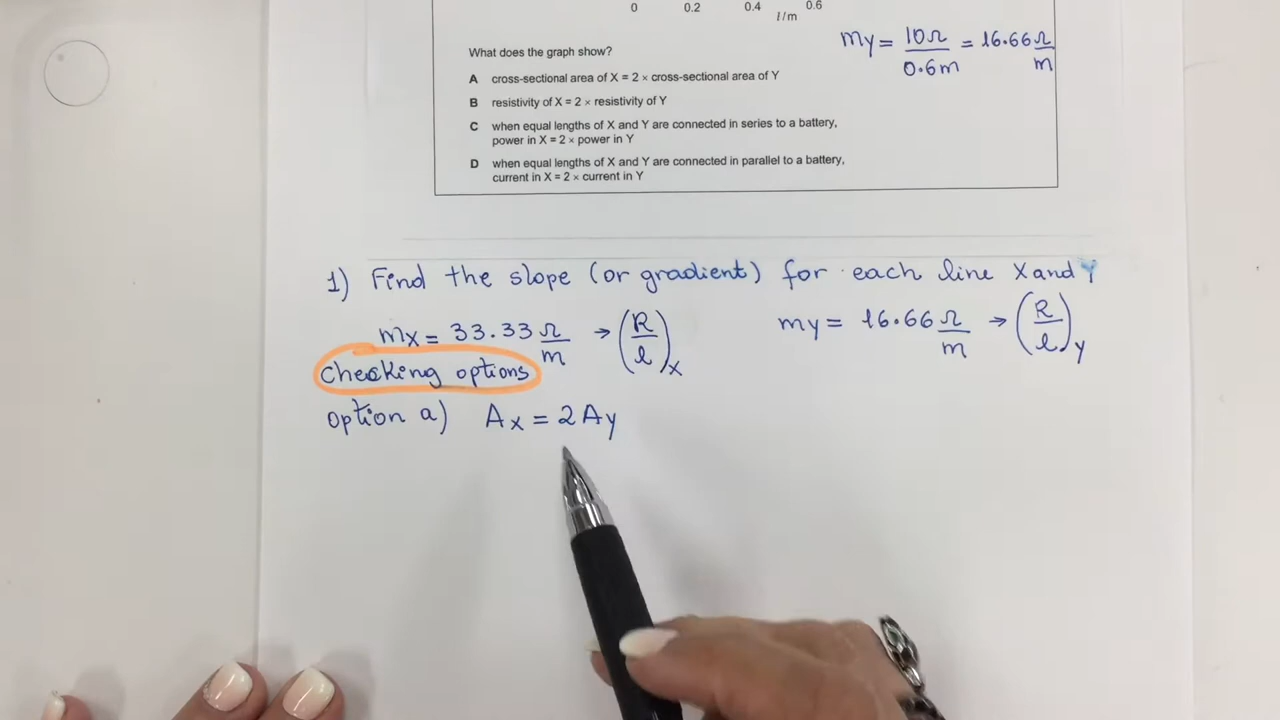 0 0.2 0.4 0.6
l/m
my = 10Ω / 0.6m = 16.66 Ω/m
What does the graph show?
A cross-sectional area of X = 2 × cross-sectional area of Y
B resistivity of X = 2 × resistivity of Y
C when equal lengths of X and Y are connected in series to a battery,
power in X = 2 × power in Y
D when equal lengths of X and Y are connected in parallel to a battery,
current in X = 2 × current in Y
1) Find the slope (or gradient) for each line X and Y
mx = 33.33 Ω/m → (R/l)x my = 16.66 Ω/m → (R/l)y
Checking options
Option a) Ax = 2Ay